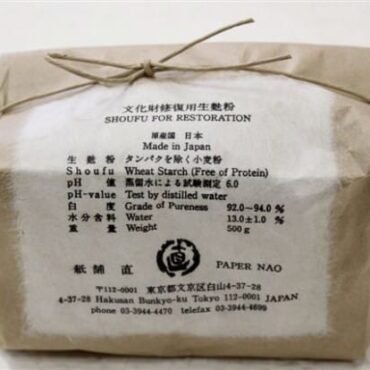 文化財修復用生麩粉
SHOUFU FOR RESTORATION
原産国 日本
Made in Japan
生麩粉 タンパクを除く小麦粉
Shoufu Wheat Starch (Free of Protein)
pH 値 蒸留水による試験測定 6.0
pH-value Test by distilled water
白度 Grade of Pureness 92.0~94.0 %
水分含料 Water 13.0±1.0 %
重量 Weight 500 g
紙舗 直 直 PAPER NAO
〒112-0001 東京都文京区白山4-37-28
4-37-28 Hakusan Bunkyo-ku Tokyo 112-0001 JAPAN
phone 03-3944-4470 telefax 03-3944-4699